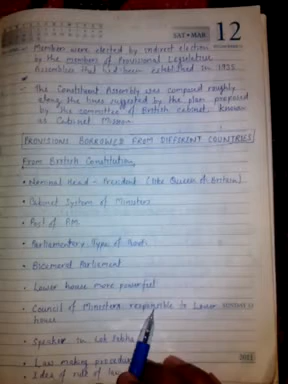 SAT • MAR 12
Members were elected by indirect election
by the members of Provisional Legislative
Assemblies that had been established in 1935
The Constituent Assembly was composed roughly
along the lines suggested by the plan proposed
by the committee of British cabinet known
as Cabinet Mission
PROVISIONS BORROWED FROM DIFFERENT COUNTRIES
From British Constitution
• Nominal Head - President (like Queen of Britain)
• Cabinet System of Ministers
• Post of P.M.
• Parliamentary Type of Govt.
• Bicameral Parliament
• Lower house more powerful
• Council of Ministers responsible to Lower
house
• Speaker in Lok Sabha
• Law making procedure
• Idea of rule of law